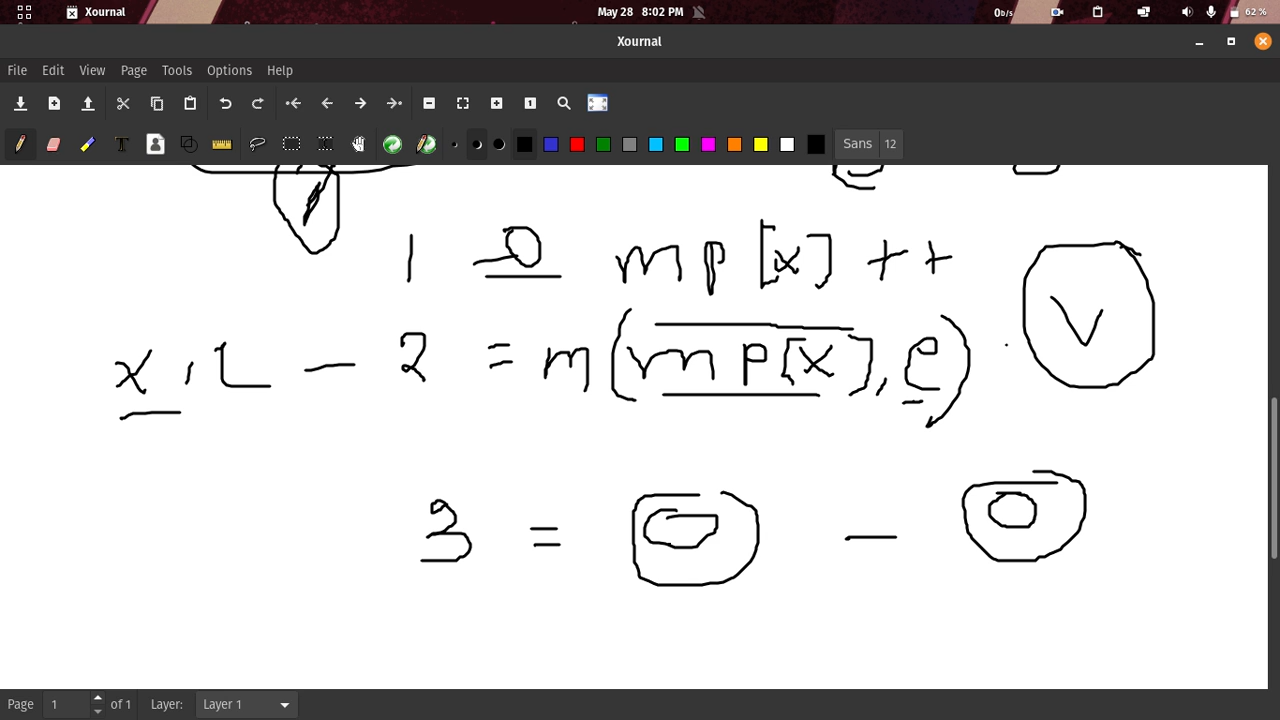 Xournal May 28 8:02 PM 0 b/s 62 %
Xournal
File Edit View Page Tools Options Help
Sans 12
1 0 mp[x]++
x, L - 2 = m(mp[x], e) V
3 = -
Page 1 of 1 Layer: Layer 1